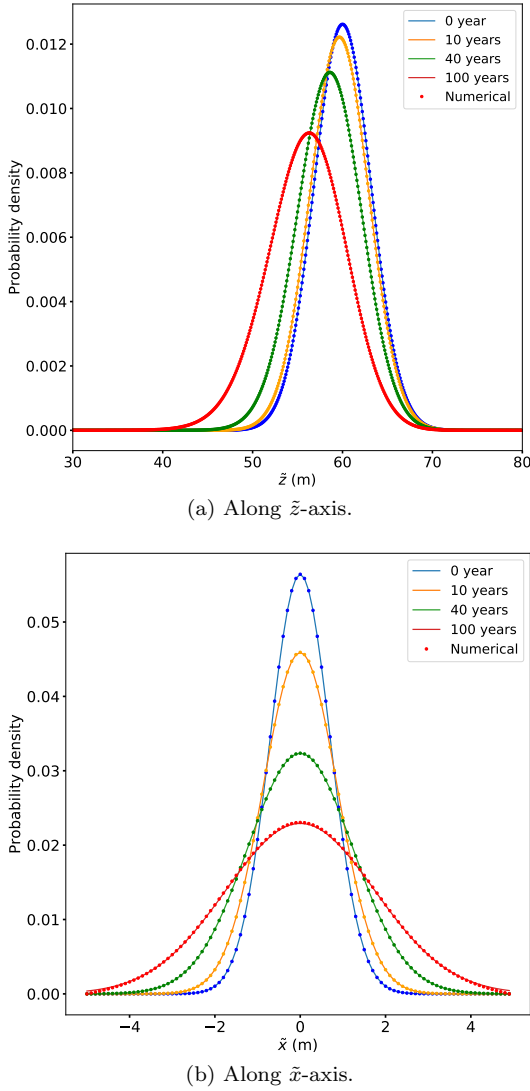 0.012
0.010
0.008
0.006
0.004
0.002
0.000
Probability density
0 year
10 years
40 years
100 years
Numerical
30 40 50 60 70 80
z̃ (m)
(a) Along z̃-axis.
0.05
0.04
0.03
0.02
0.01
0.00
Probability density
0 year
10 years
40 years
100 years
Numerical
−4 −2 0 2 4
x̃ (m)
(b) Along x̃-axis.